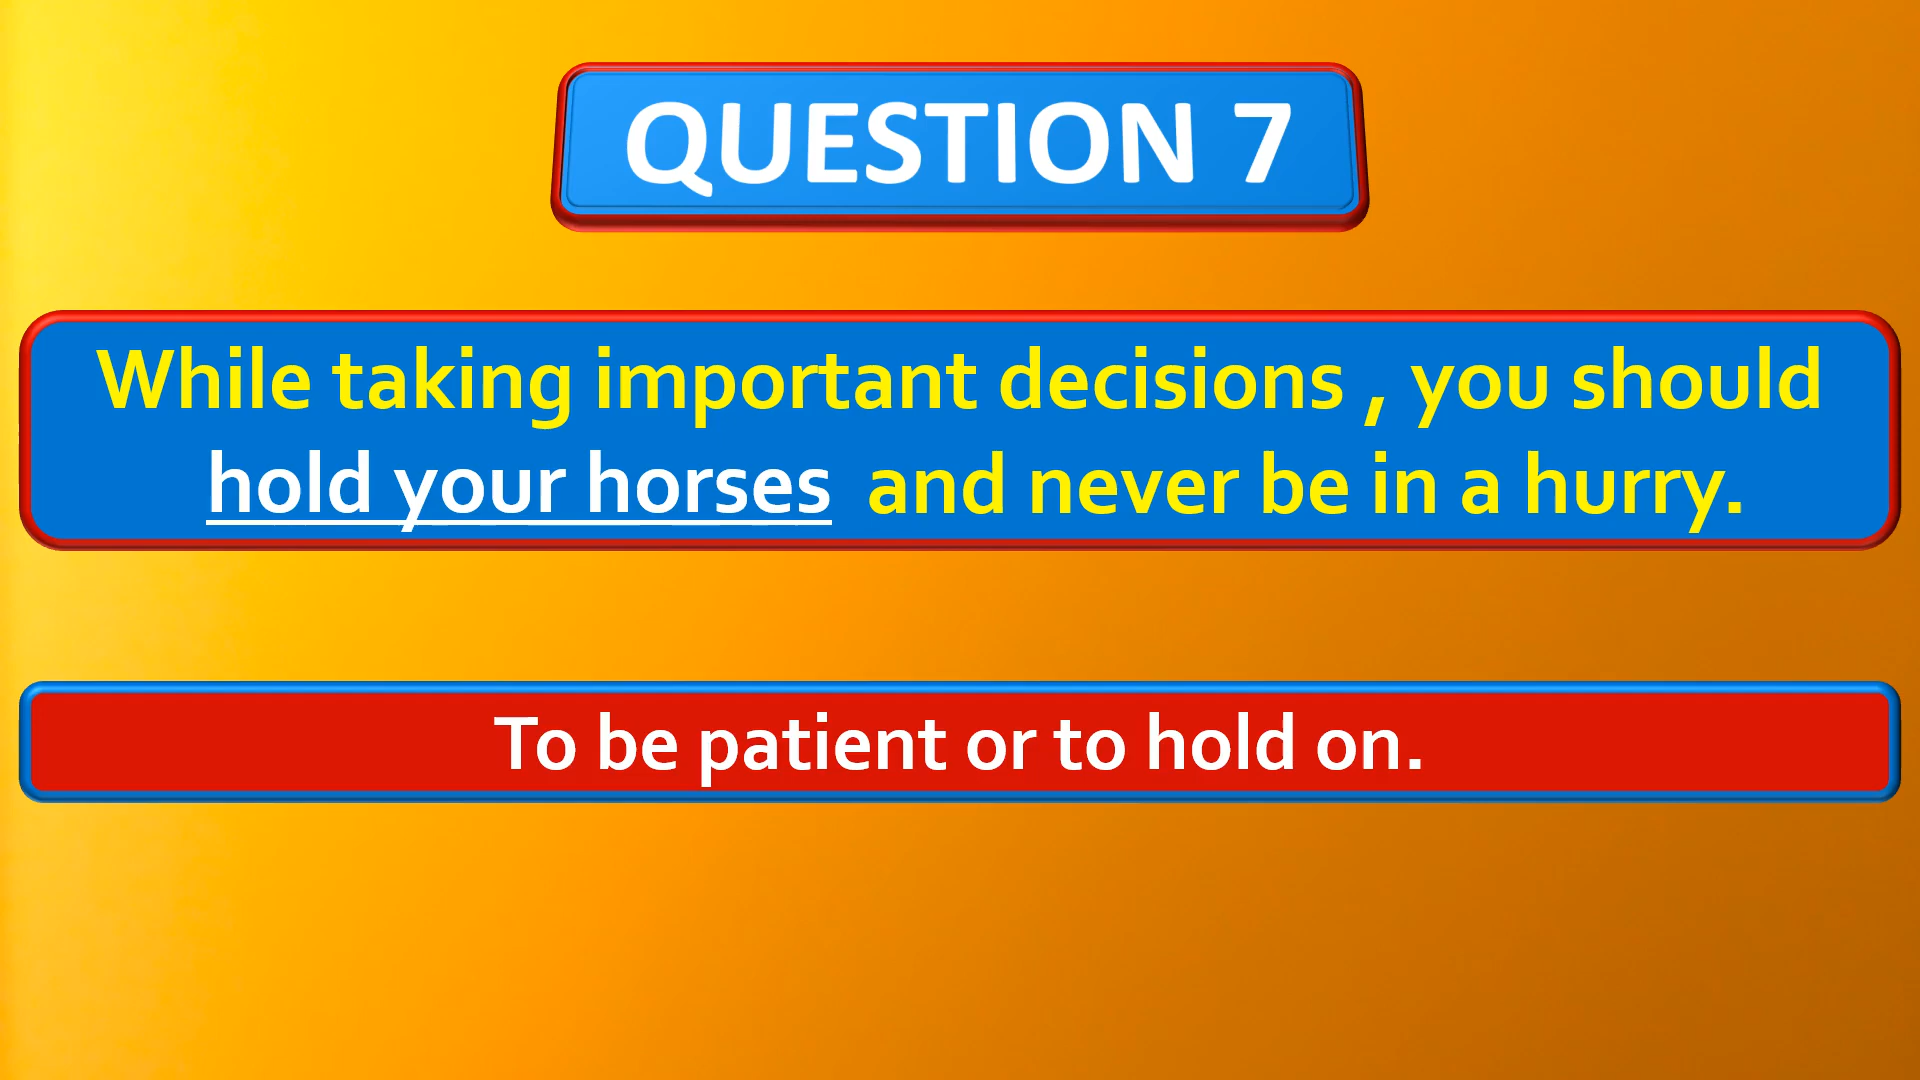 QUESTION 7
While taking important decisions , you should
hold your horses and never be in a hurry.
To be patient or to hold on.